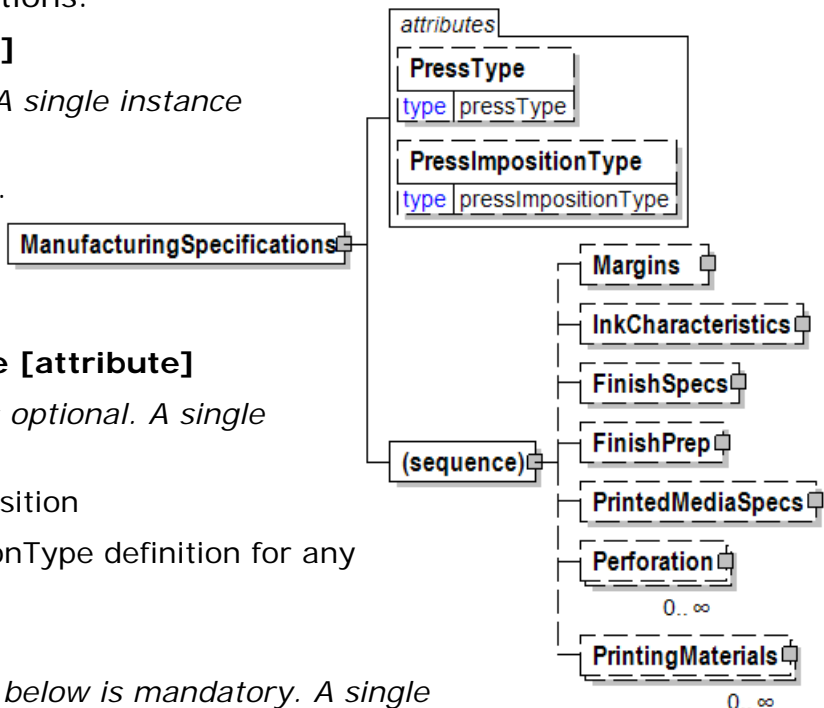 tions:
]
A single instance
.
e [attribute]
optional. A single
sition
onType definition for any
below is mandatory. A single
ManufacturingSpecifications
attributes
PressType
type pressType
PressImpositionType
type pressImpositionType
(sequence)
Margins
InkCharacteristics
FinishSpecs
FinishPrep
PrintedMediaSpecs
Perforation
0.. ∞
PrintingMaterials
0.. ∞